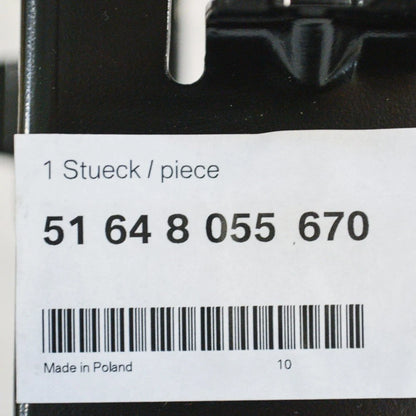 1 Stueck / piece
51 64 8 055 670
Made in Poland 10